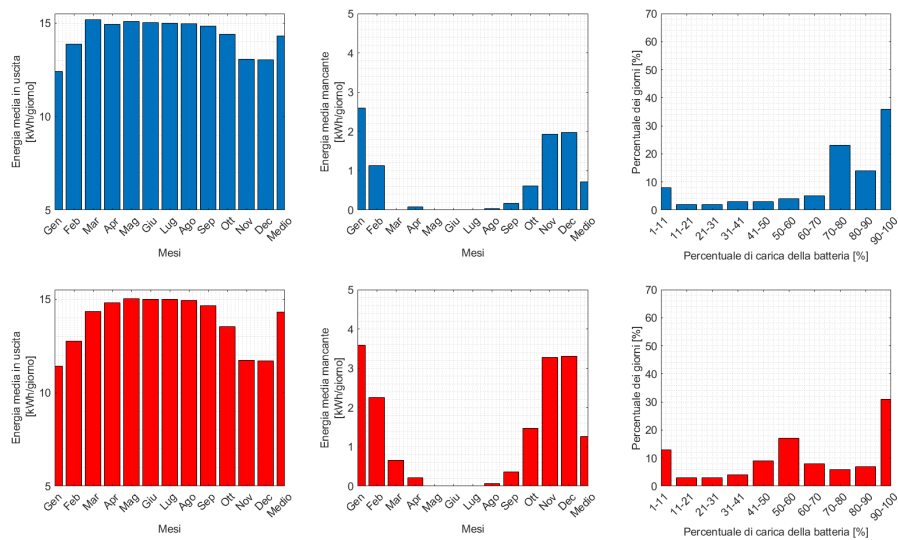 15
10
5
Energia media in uscita
[kWh/giorno]
Gen
Feb
Mar
Apr
Mag
Giu
Lug
Ago
Sep
Ott
Nov
Dec
Medio
Mesi
5
4
3
2
1
0
Energia media mancante
[kWh/giorno]
Gen
Feb
Mar
Apr
Mag
Giu
Lug
Ago
Sep
Ott
Nov
Dec
Medio
Mesi
70
60
50
40
30
20
10
0
Percentuale dei giorni [%]
1-11
11-21
21-31
31-41
41-50
50-60
60-70
70-80
80-90
90-100
Percentuale di carica della batteria [%]
15
10
5
Energia media in uscita
[kWh/giorno]
Gen
Feb
Mar
Apr
Mag
Giu
Lug
Ago
Sep
Ott
Nov
Dec
Medio
Mesi
5
4
3
2
1
0
Energia media mancante
[kWh/giorno]
Gen
Feb
Mar
Apr
Mag
Giu
Lug
Ago
Sep
Ott
Nov
Dec
Medio
Mesi
70
60
50
40
30
20
10
0
Percentuale dei giorni [%]
1-11
11-21
21-31
31-41
41-50
50-60
60-70
70-80
80-90
90-100
Percentuale di carica della batteria [%]